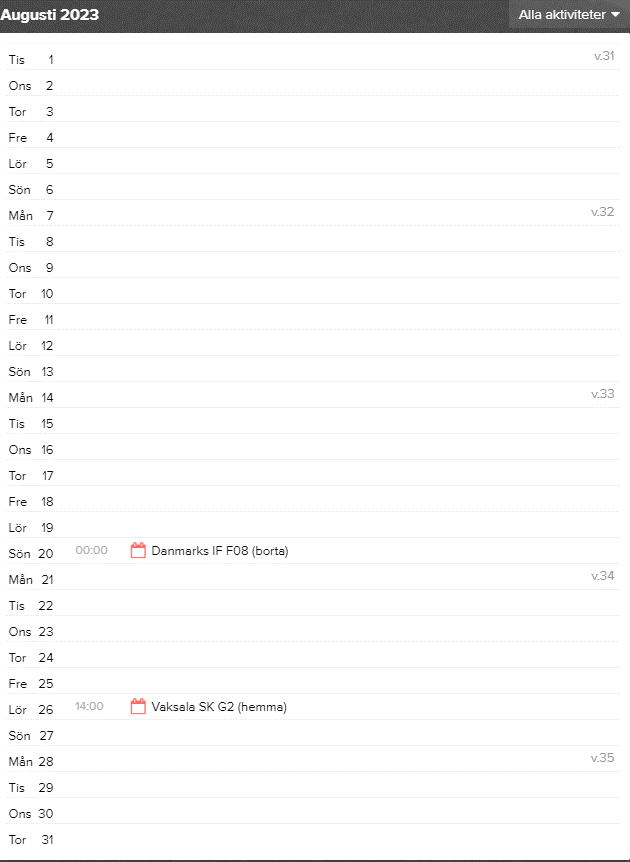 Augusti 2023 Alla aktiviteter
Tis 1 v.31
Ons 2
Tor 3
Fre 4
Lör 5
Sön 6
Mån 7 v.32
Tis 8
Ons 9
Tor 10
Fre 11
Lör 12
Sön 13
Mån 14 v.33
Tis 15
Ons 16
Tor 17
Fre 18
Lör 19
Sön 20 00:00 Danmarks IF F08 (borta)
Mån 21 v.34
Tis 22
Ons 23
Tor 24
Fre 25
Lör 26 14:00 Vaksala SK G2 (hemma)
Sön 27
Mån 28 v.35
Tis 29
Ons 30
Tor 31